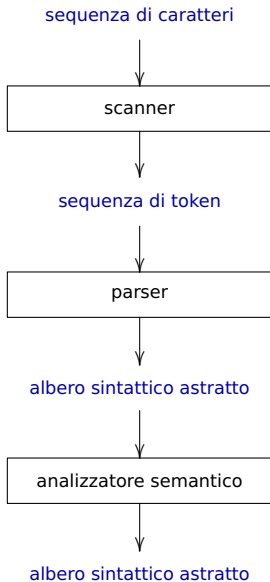 sequenza di caratteri
scanner
sequenza di token
parser
albero sintattico astratto
analizzatore semantico
albero sintattico astratto